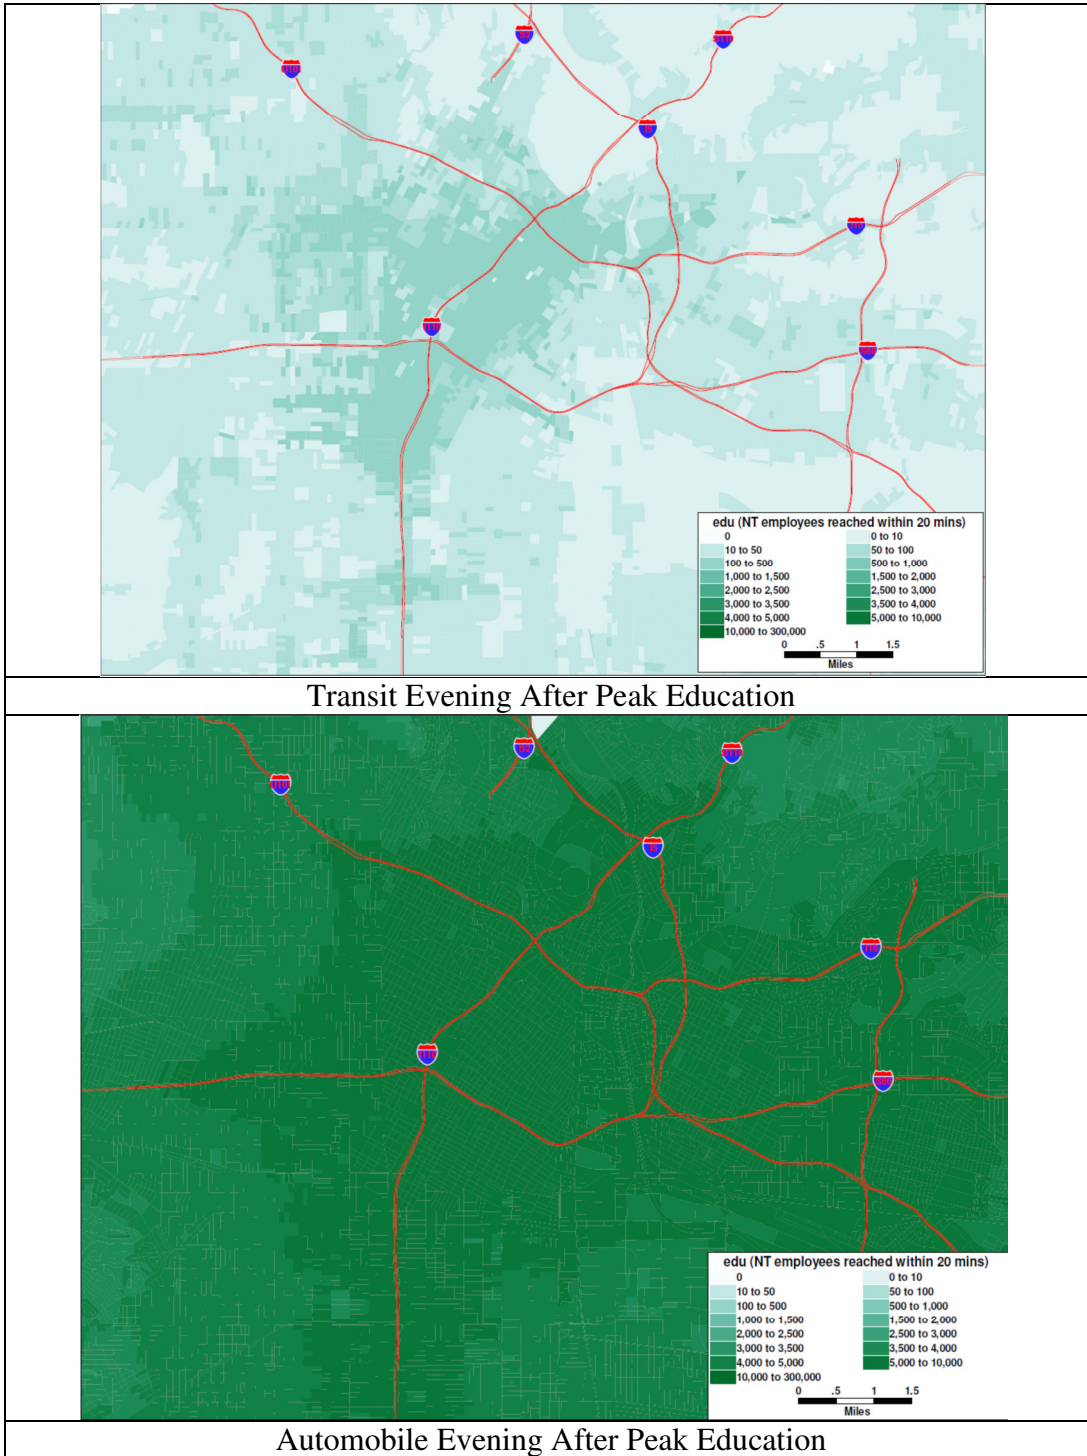 edu (NT employees reached within 20 mins)
0 0 to 10
10 to 50 50 to 100
100 to 500 500 to 1,000
1,000 to 1,500 1,500 to 2,000
2,000 to 2,500 2,500 to 3,000
3,000 to 3,500 3,500 to 4,000
4,000 to 5,000 5,000 to 10,000
10,000 to 300,000
0 .5 1 1.5
Miles
Transit Evening After Peak Education
edu (NT employees reached within 20 mins)
0 0 to 10
10 to 50 50 to 100
100 to 500 500 to 1,000
1,000 to 1,500 1,500 to 2,000
2,000 to 2,500 2,500 to 3,000
3,000 to 3,500 3,500 to 4,000
4,000 to 5,000 5,000 to 10,000
10,000 to 300,000
0 .5 1 1.5
Miles
Automobile Evening After Peak Education